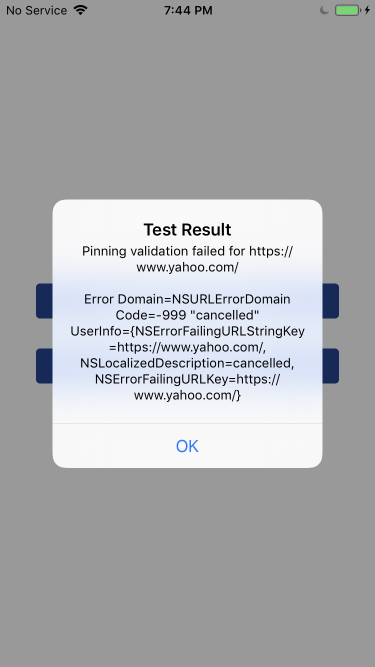 No Service 7:44 PM
Test Result
Pinning validation failed for https://
www.yahoo.com/
Error Domain=NSURLErrorDomain
Code=-999 "cancelled"
UserInfo={NSErrorFailingURLStringKey
=https://www.yahoo.com/,
NSLocalizedDescription=cancelled,
NSErrorFailingURLKey=https://
www.yahoo.com/}
OK